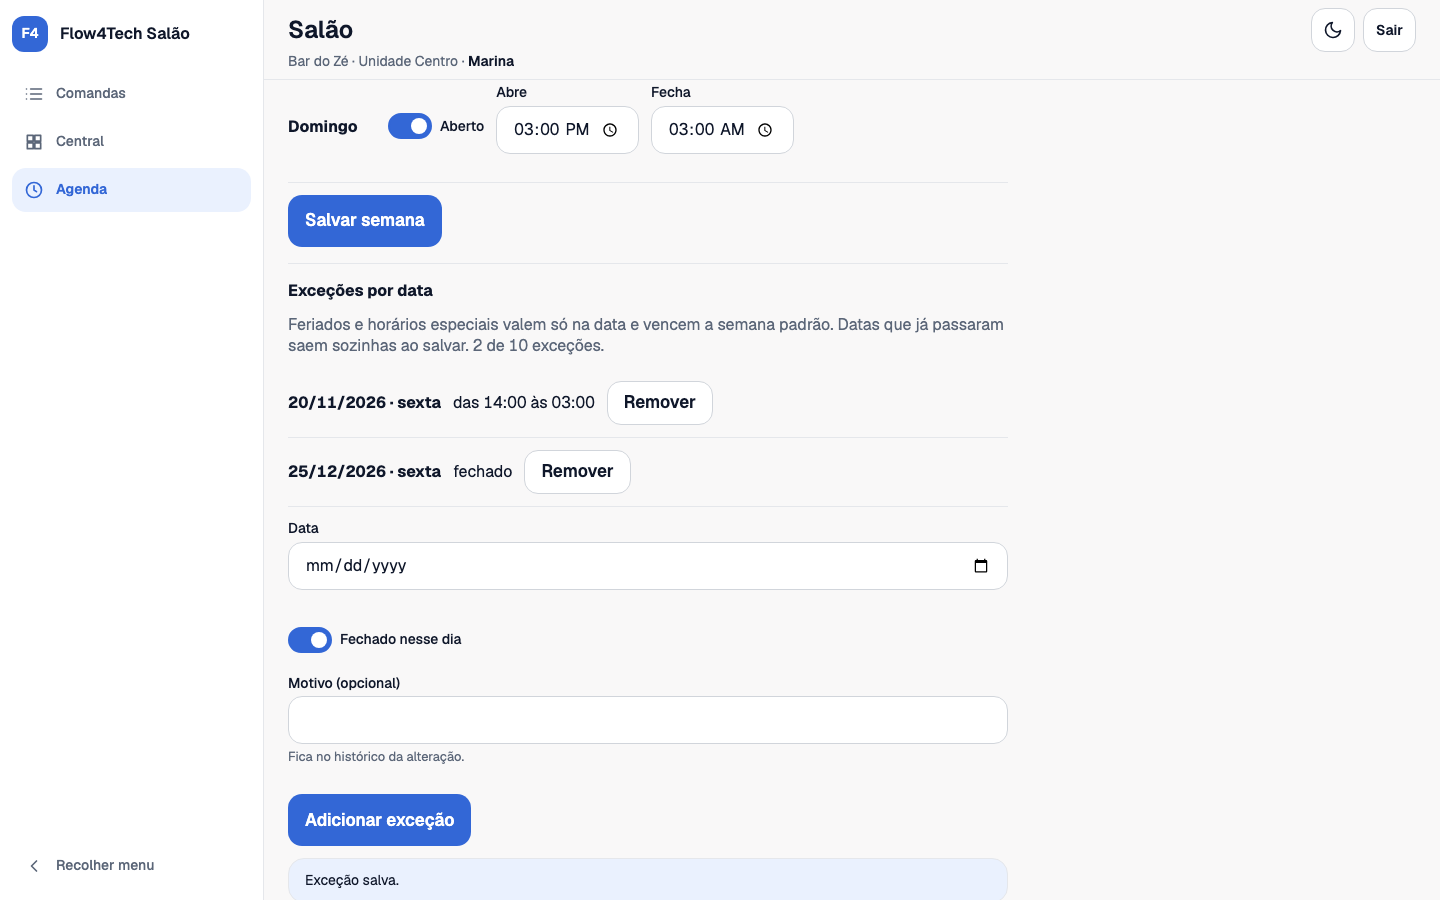 F4 Flow4Tech Salão
Comandas
Central
Agenda
Recolher menu
Salão
Bar do Zé · Unidade Centro · Marina
Sair
Abre Fecha
Domingo Aberto 03:00 PM 03:00 AM
Salvar semana
Exceções por data
Feriados e horários especiais valem só na data e vencem a semana padrão. Datas que já passaram
saem sozinhas ao salvar. 2 de 10 exceções.
20/11/2026 · sexta das 14:00 às 03:00 Remover
25/12/2026 · sexta fechado Remover
Data
mm/dd/yyyy
Fechado nesse dia
Motivo (opcional)
Fica no histórico da alteração.
Adicionar exceção
Exceção salva.